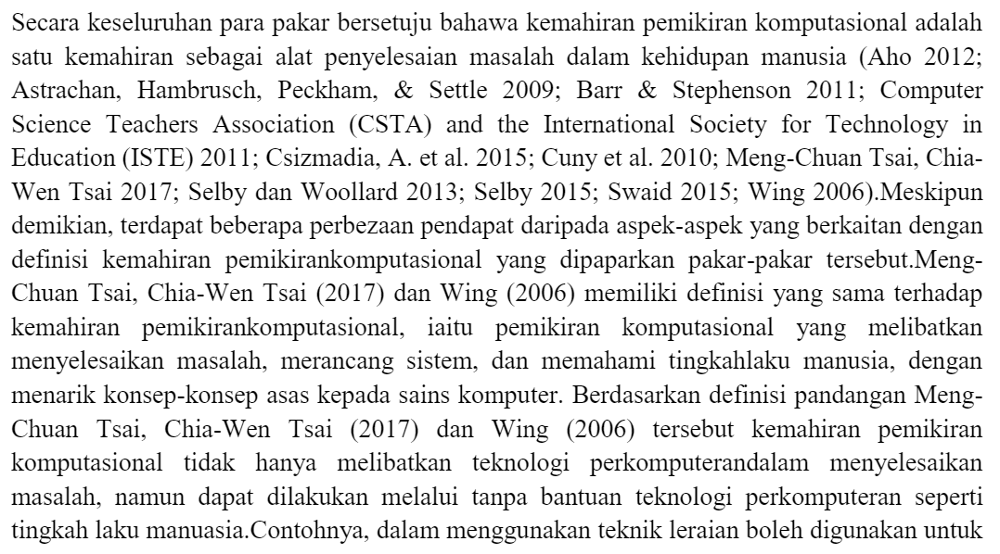 Secara keseluruhan para pakar bersetuju bahawa kemahiran pemikiran komputasional adalah
satu kemahiran sebagai alat penyelesaian masalah dalam kehidupan manusia (Aho 2012;
Astrachan, Hambrusch, Peckham, & Settle 2009; Barr & Stephenson 2011; Computer
Science Teachers Association (CSTA) and the International Society for Technology in
Education (ISTE) 2011; Csizmadia, A. et al. 2015; Cuny et al. 2010; Meng-Chuan Tsai, Chia-
Wen Tsai 2017; Selby dan Woollard 2013; Selby 2015; Swaid 2015; Wing 2006).Meskipun
demikian, terdapat beberapa perbezaan pendapat daripada aspek-aspek yang berkaitan dengan
definisi kemahiran pemikirankomputasional yang dipaparkan pakar-pakar tersebut.Meng-
Chuan Tsai, Chia-Wen Tsai (2017) dan Wing (2006) memiliki definisi yang sama terhadap
kemahiran pemikirankomputasional, iaitu pemikiran komputasional yang melibatkan
menyelesaikan masalah, merancang sistem, dan memahami tingkahlaku manusia, dengan
menarik konsep-konsep asas kepada sains komputer. Berdasarkan definisi pandangan Meng-
Chuan Tsai, Chia-Wen Tsai (2017) dan Wing (2006) tersebut kemahiran pemikiran
komputasional tidak hanya melibatkan teknologi perkomputerandalam menyelesaikan
masalah, namun dapat dilakukan melalui tanpa bantuan teknologi perkomputeran seperti
tingkah laku manuasia.Contohnya, dalam menggunakan teknik leraian boleh digunakan untuk